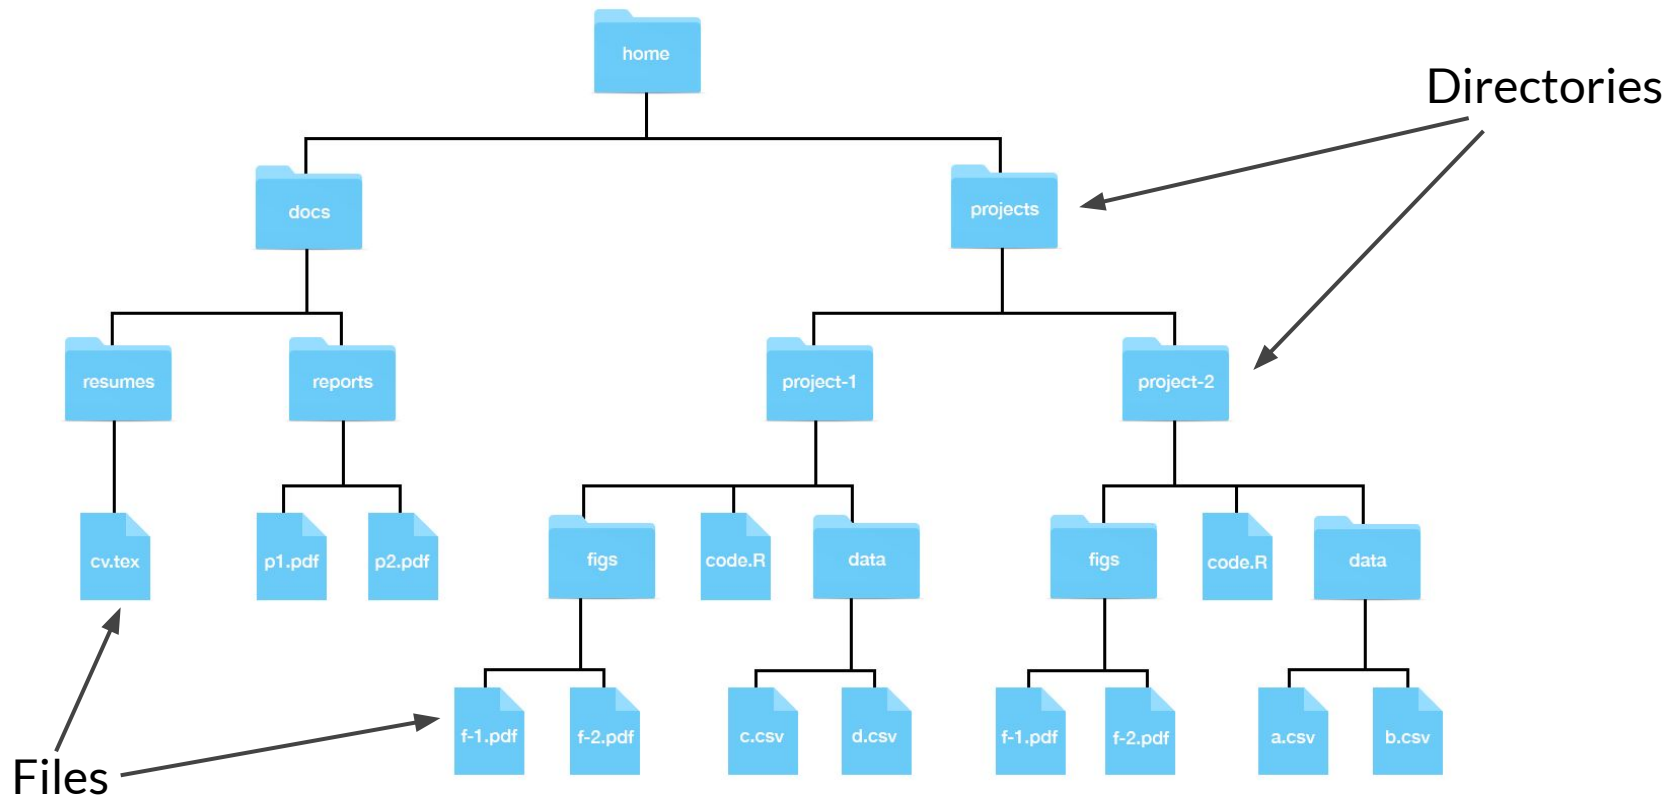 home
Directories
docs
projects
resumes
reports
project-1
project-2
cv.tex
p1.pdf
p2.pdf
figs
code.R
data
figs
code.R
data
f-1.pdf
f-2.pdf
c.csv
d.csv
f-1.pdf
f-2.pdf
a.csv
b.csv
Files